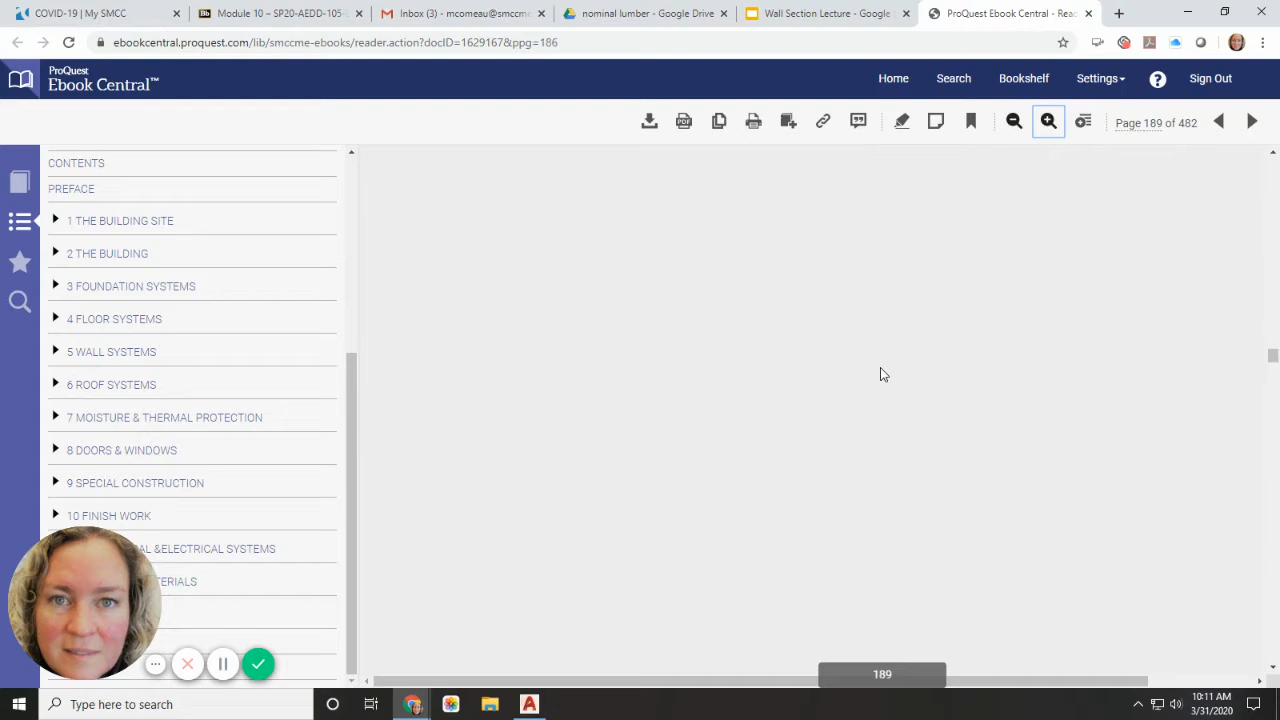 COVID-19 | My SMCC
Module 10 – SP20-AEDD-105-
Inbox (3) - mcomeau@smccme
nominal lumber - Google Drive
Wall Section Lecture - Google
ProQuest Ebook Central - Rea
ebookcentral.proquest.com/lib/smccme-ebooks/reader.action?docID=1629167&ppg=186
ProQuest
Ebook Central™
Home
Search
Bookshelf
Settings
Sign Out
Page 189 of 482
CONTENTS
PREFACE
1 THE BUILDING SITE
2 THE BUILDING
3 FOUNDATION SYSTEMS
4 FLOOR SYSTEMS
5 WALL SYSTEMS
6 ROOF SYSTEMS
7 MOISTURE & THERMAL PROTECTION
8 DOORS & WINDOWS
9 SPECIAL CONSTRUCTION
10 FINISH WORK
AL &ELECTRICAL SYSTEMS
TERIALS
189
Type here to search
10:11 AM
3/31/2020